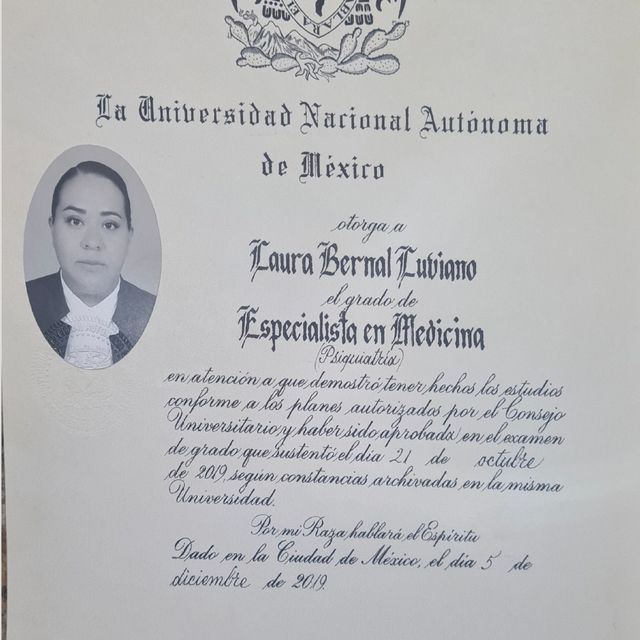 HABLARA EL
La Universidad Nacional Autónoma
de México
otorga a
Laura Bernal Lubiano
el grado de
Especialista en Medicina
(Psiquiatría)
en atención a que demostró tener hechos los estudios
conforme a los planes autorizados por el Consejo
Universitario y haber sido aprobada en el examen
de grado que sustentó el día 21 de octubre
de 2019, según constancias archivadas en la misma
Universidad.
Por mi Raza hablará el Espíritu
Dado en la Ciudad de México, el día 5 de
diciembre de 2019.